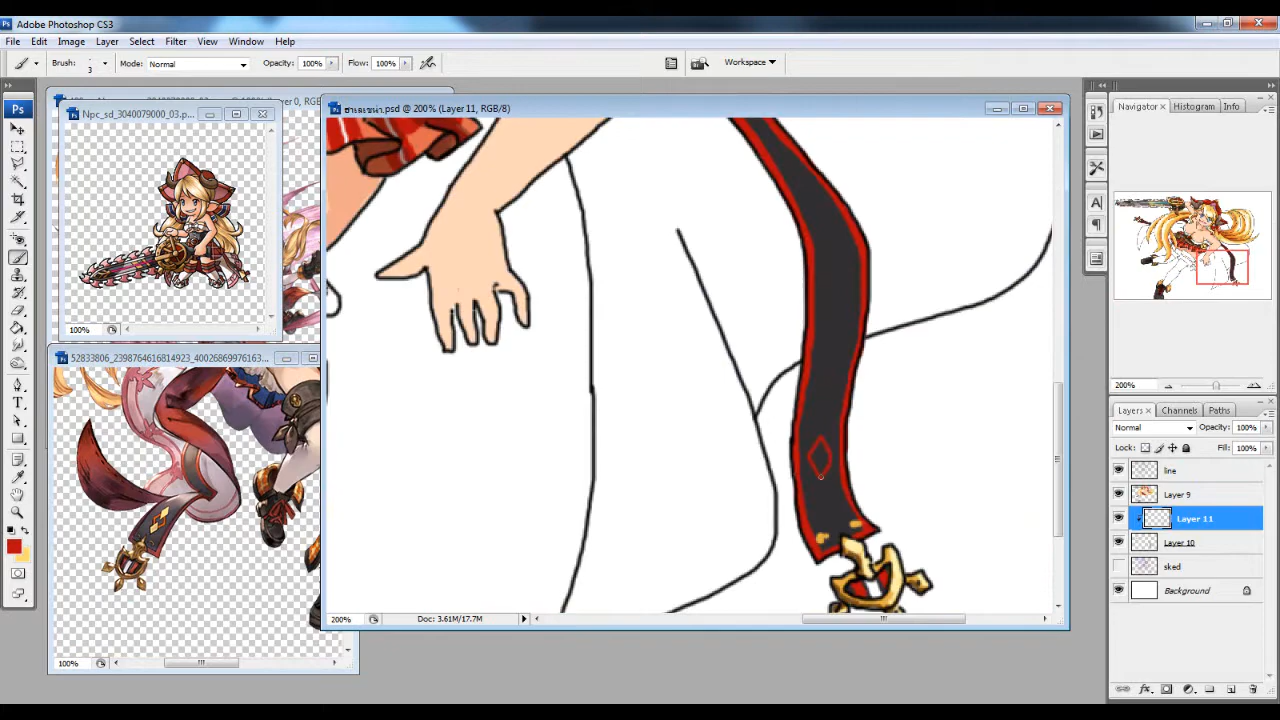 Adobe Photoshop CS3
File Edit Image Layer Select Filter View Window Help
Brush: 3 Mode: Normal Opacity: 100% Flow: 100% Workspace
Npc_sd_3040079000_03.p...
100%
52833806_2398764616814923_40026869976163...
100%
@ 200% (Layer 11, RGB/8)
200% Doc: 3.61M/17.7M
Navigator Histogram Info
200%
Layers Channels Paths
Normal Opacity: 100%
Lock: Fill: 100%
line
Layer 9
Layer 11
Layer 10
sked
Background
Ps